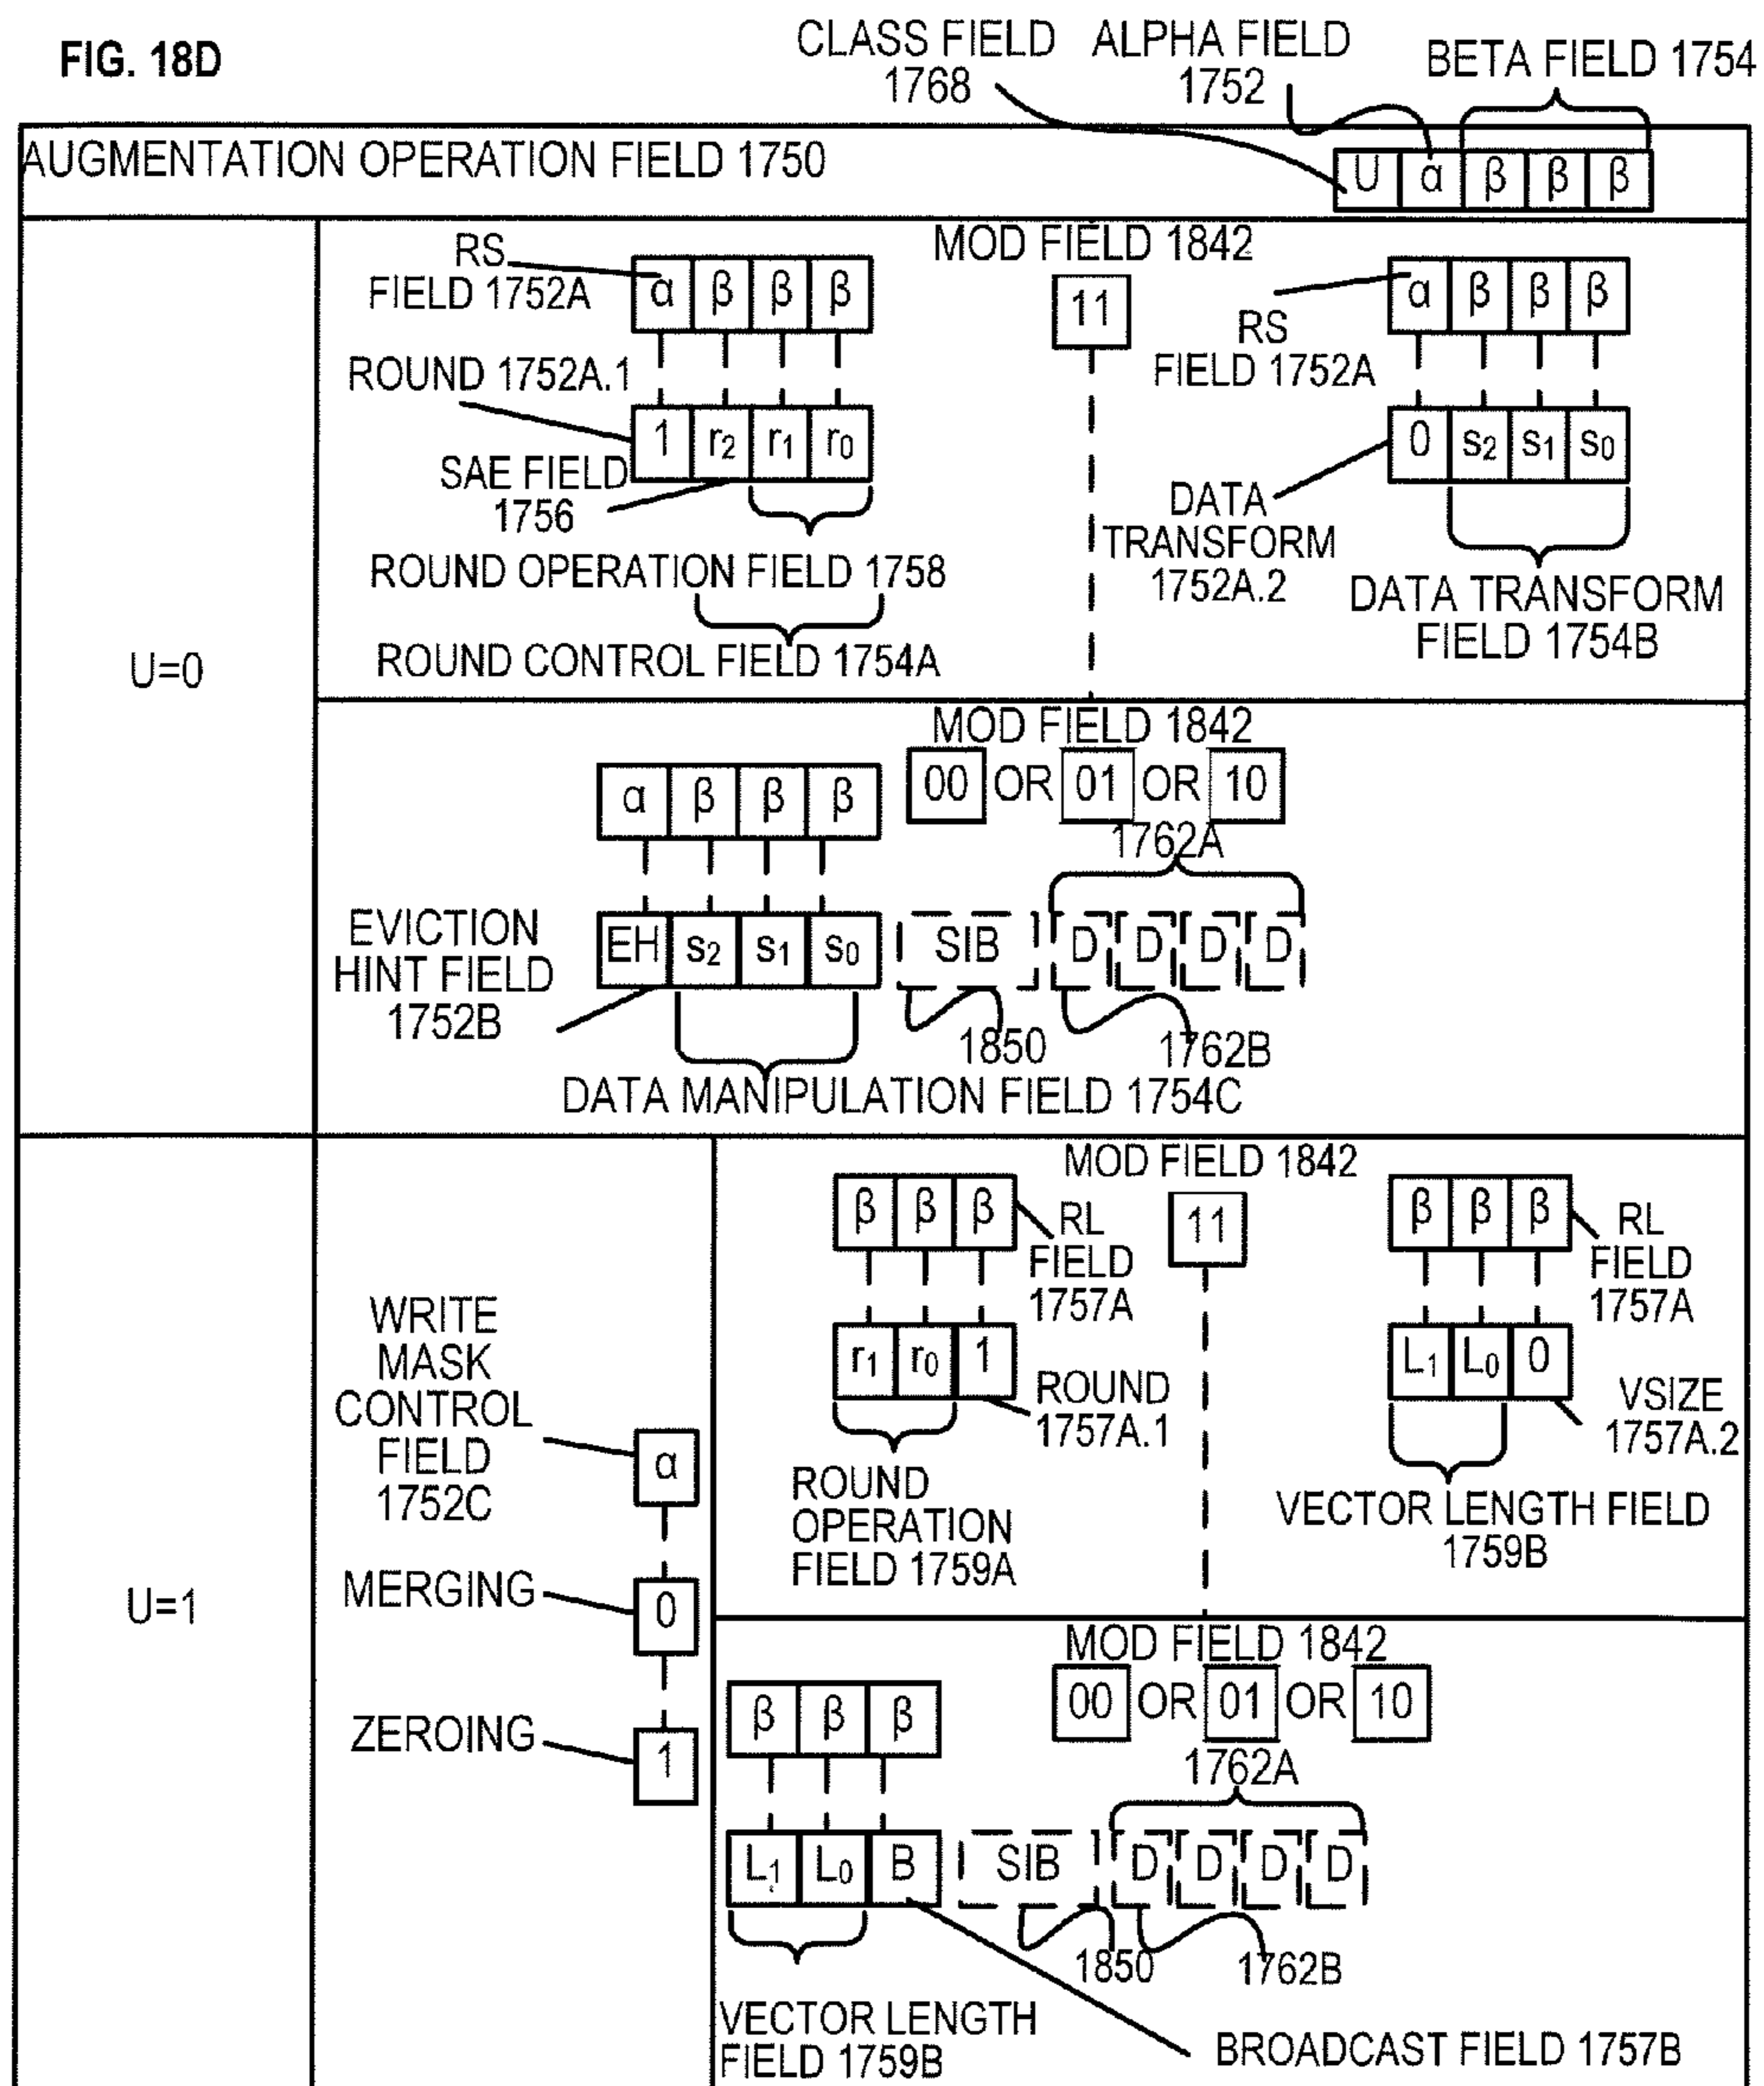 FIG. 18D
CLASS FIELD
1768
ALPHA FIELD
1752
BETA FIELD 1754
AUGMENTATION OPERATION FIELD 1750
U α β β β
U=0
MOD FIELD 1842
11
RS
FIELD 1752A
α β β β
ROUND 1752A.1
1 r2 r1 r0
SAE FIELD
1756
ROUND OPERATION FIELD 1758
ROUND CONTROL FIELD 1754A
α β β β
RS
FIELD 1752A
0 s2 s1 s0
DATA
TRANSFORM
1752A.2
DATA TRANSFORM
FIELD 1754B
MOD FIELD 1842
00 OR 01 OR 10
α β β β
1762A
EVICTION
HINT FIELD
1752B
EH s2 s1 s0 SIB D D D D
1850
1762B
DATA MANIPULATION FIELD 1754C
U=1
WRITE
MASK
CONTROL
FIELD
1752C
α
MERGING
0
ZEROING
1
MOD FIELD 1842
11
β β β
RL
FIELD
1757A
r1 r0 1
ROUND
1757A.1
ROUND
OPERATION
FIELD 1759A
β β β
RL
FIELD
1757A
L1 L0 0
VSIZE
1757A.2
VECTOR LENGTH FIELD
1759B
MOD FIELD 1842
00 OR 01 OR 10
β β β
1762A
L1 L0 B SIB D D D D
1850
1762B
VECTOR LENGTH
FIELD 1759B
BROADCAST FIELD 1757B